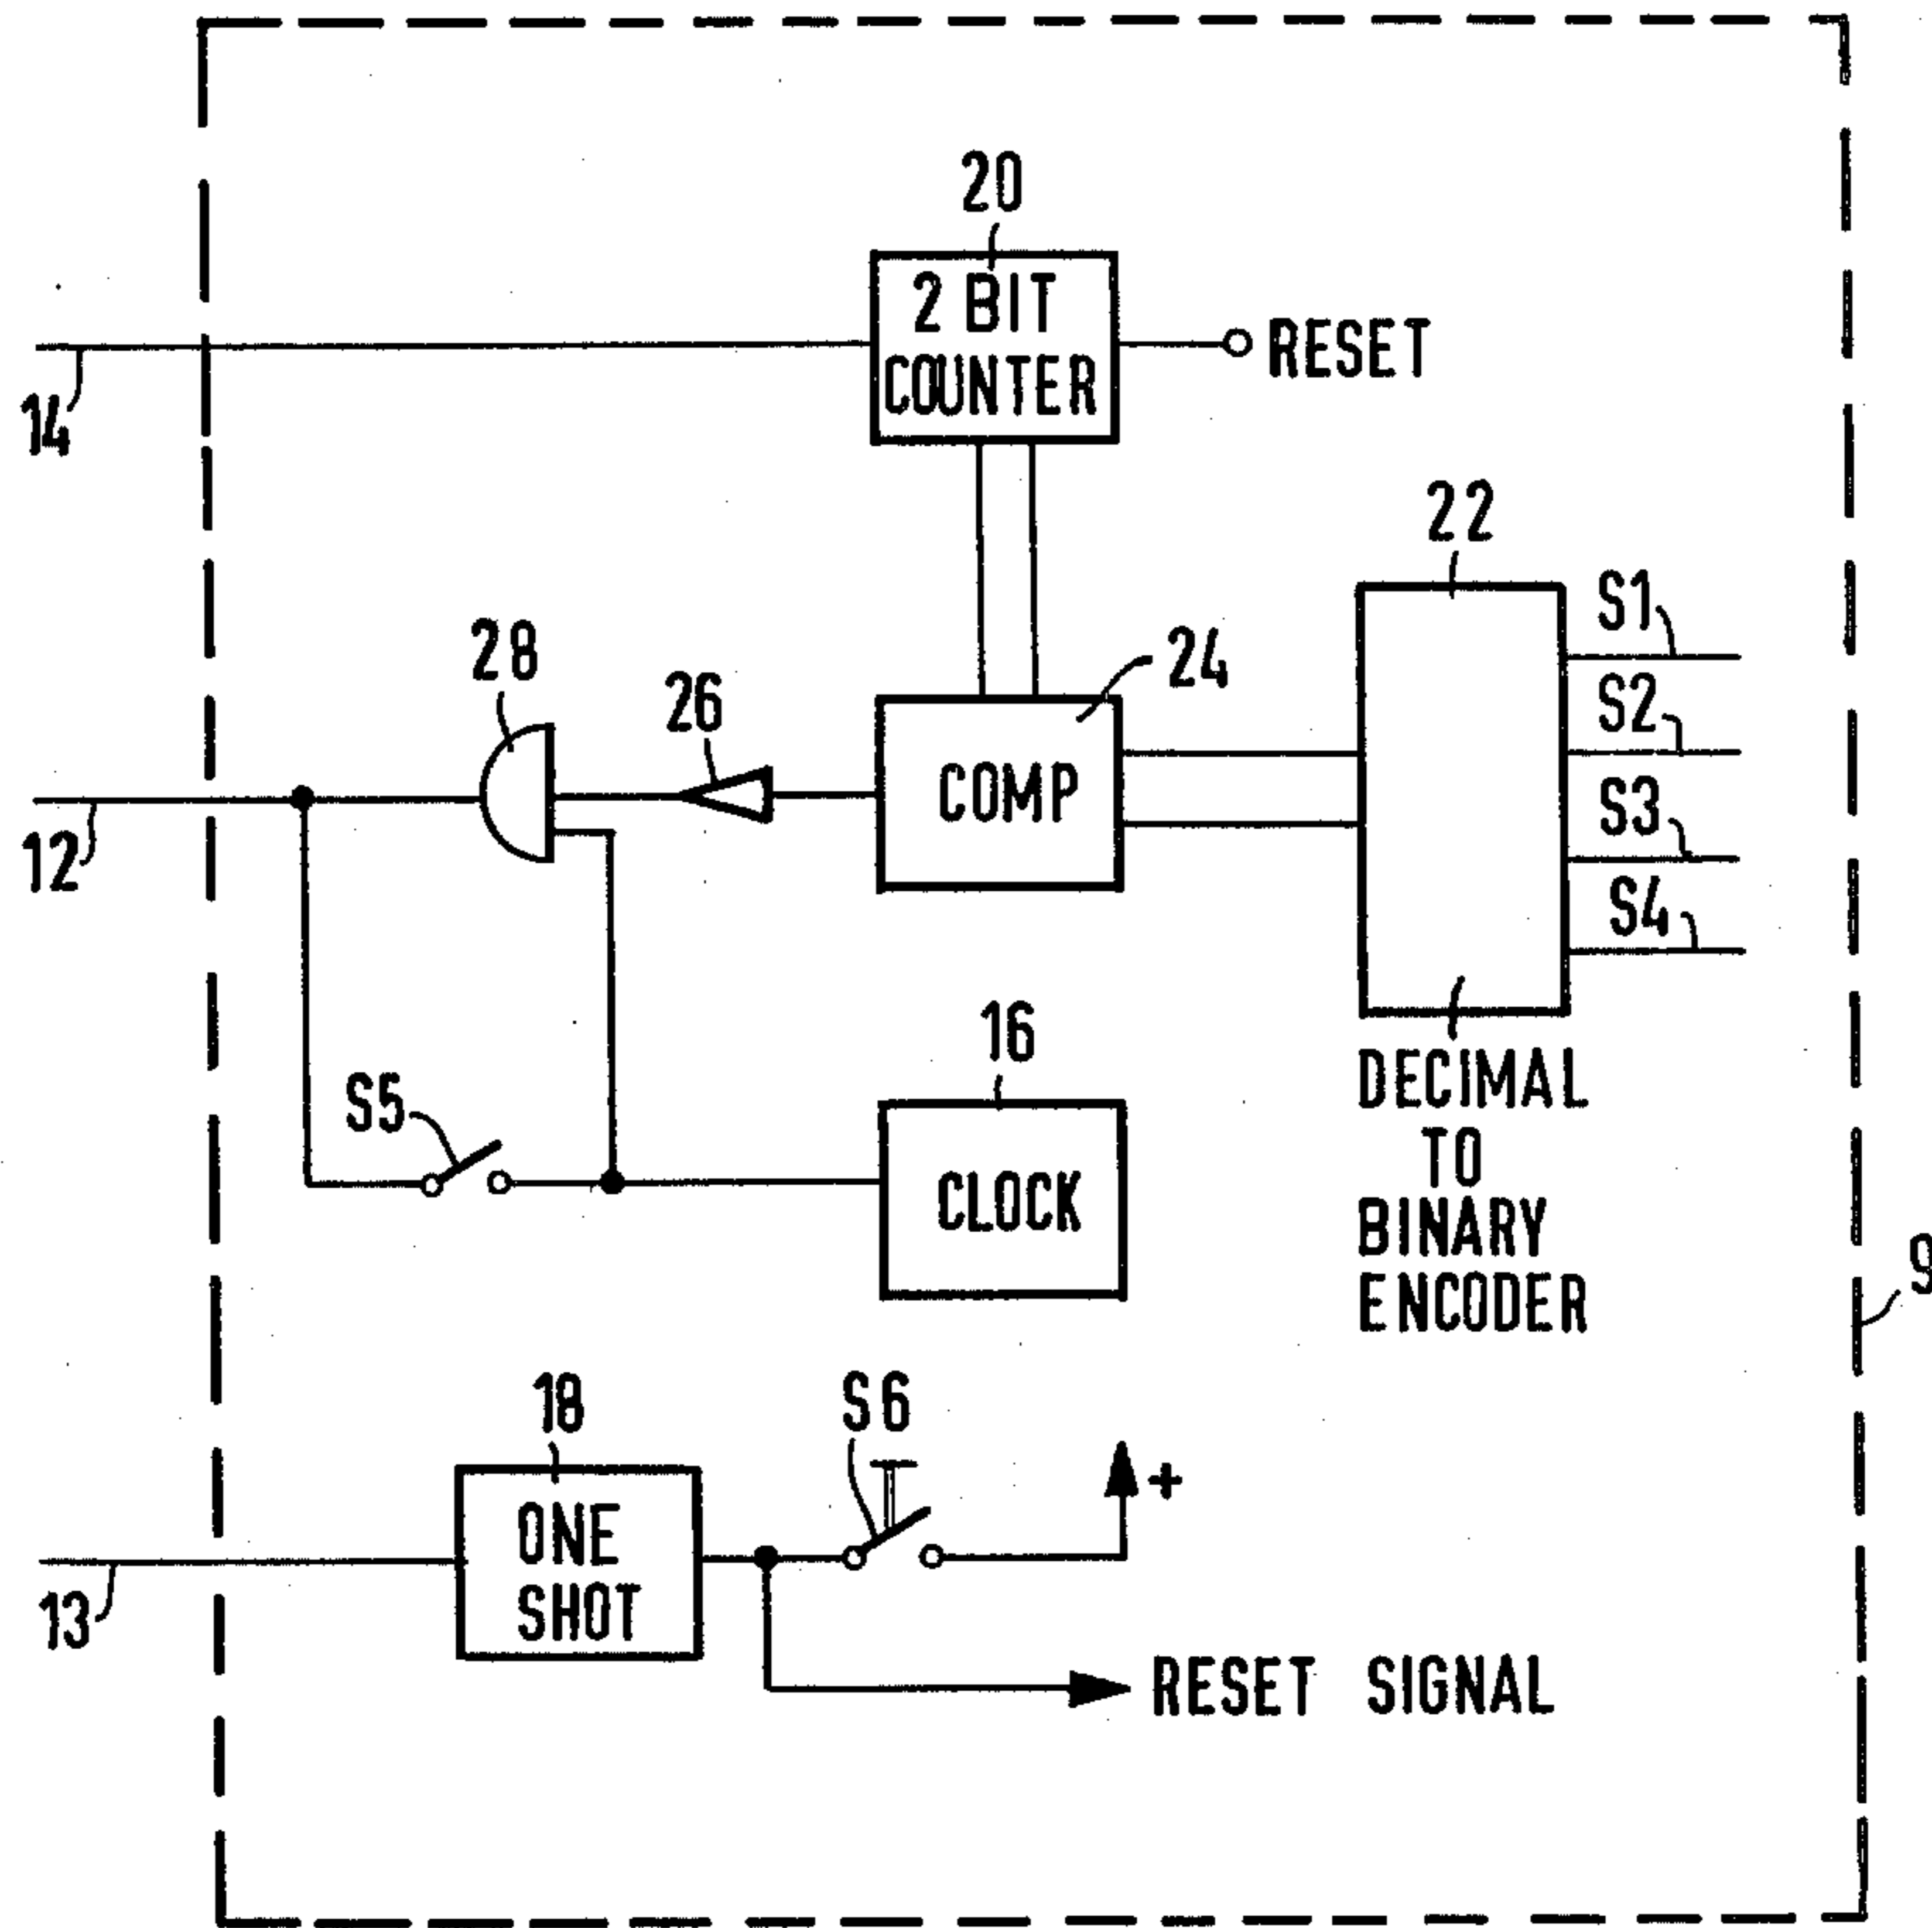 20
2 BIT
COUNTER
RESET
14
22
S1
28
24
26
S2
COMP
S3
12
S4
16
DECIMAL
TO
BINARY
ENCODER
S5
CLOCK
9
18
S6
+
ONE
SHOT
13
RESET SIGNAL